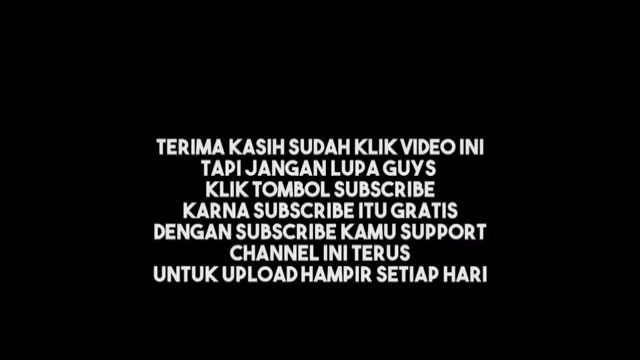 TERIMA KASIH SUDAH KLIK VIDEO INI
TAPI JANGAN LUPA GUYS
KLIK TOMBOL SUBSCRIBE
KARNA SUBSCRIBE ITU GRATIS
DENGAN SUBSCRIBE KAMU SUPPORT
CHANNEL INI TERUS
UNTUK UPLOAD HAMPIR SETIAP HARI